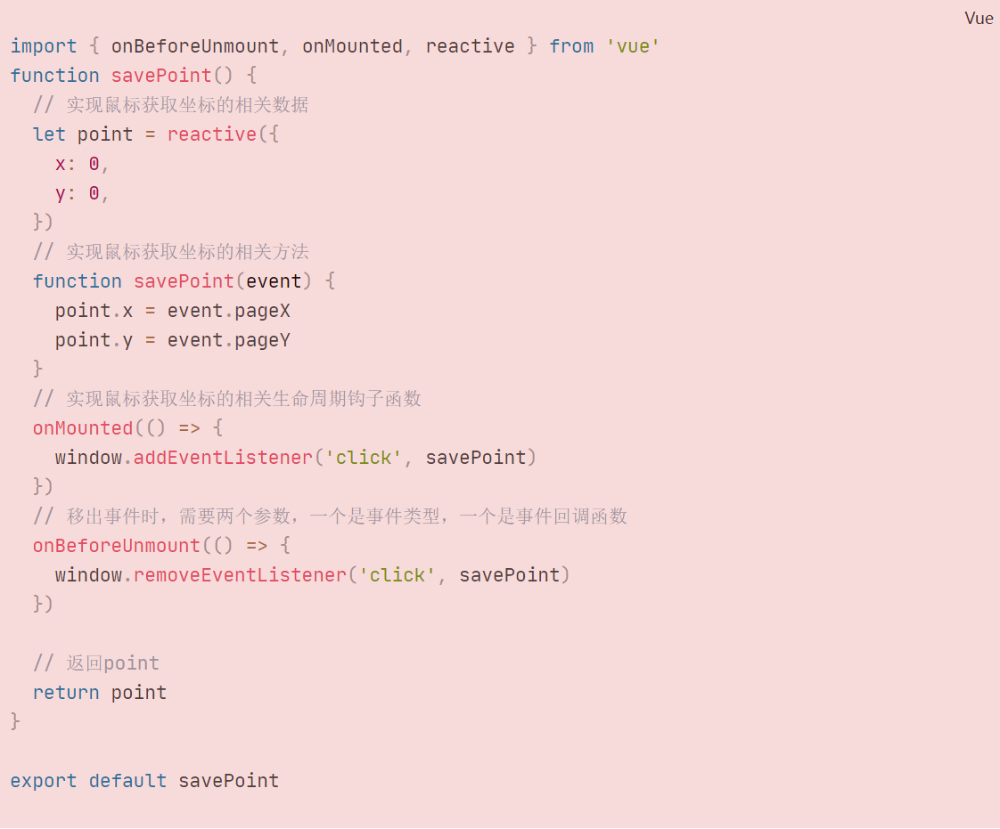 Vue
import { onBeforeUnmount, onMounted, reactive } from 'vue'
function savePoint() {
  // 实现鼠标获取坐标的相关数据
  let point = reactive({
    x: 0,
    y: 0,
  })
  // 实现鼠标获取坐标的相关方法
  function savePoint(event) {
    point.x = event.pageX
    point.y = event.pageY
  }
  // 实现鼠标获取坐标的相关生命周期钩子函数
  onMounted(() => {
    window.addEventListener('click', savePoint)
  })
  // 移出事件时，需要两个参数，一个是事件类型，一个是事件回调函数
  onBeforeUnmount(() => {
    window.removeEventListener('click', savePoint)
  })

  // 返回point
  return point
}

export default savePoint